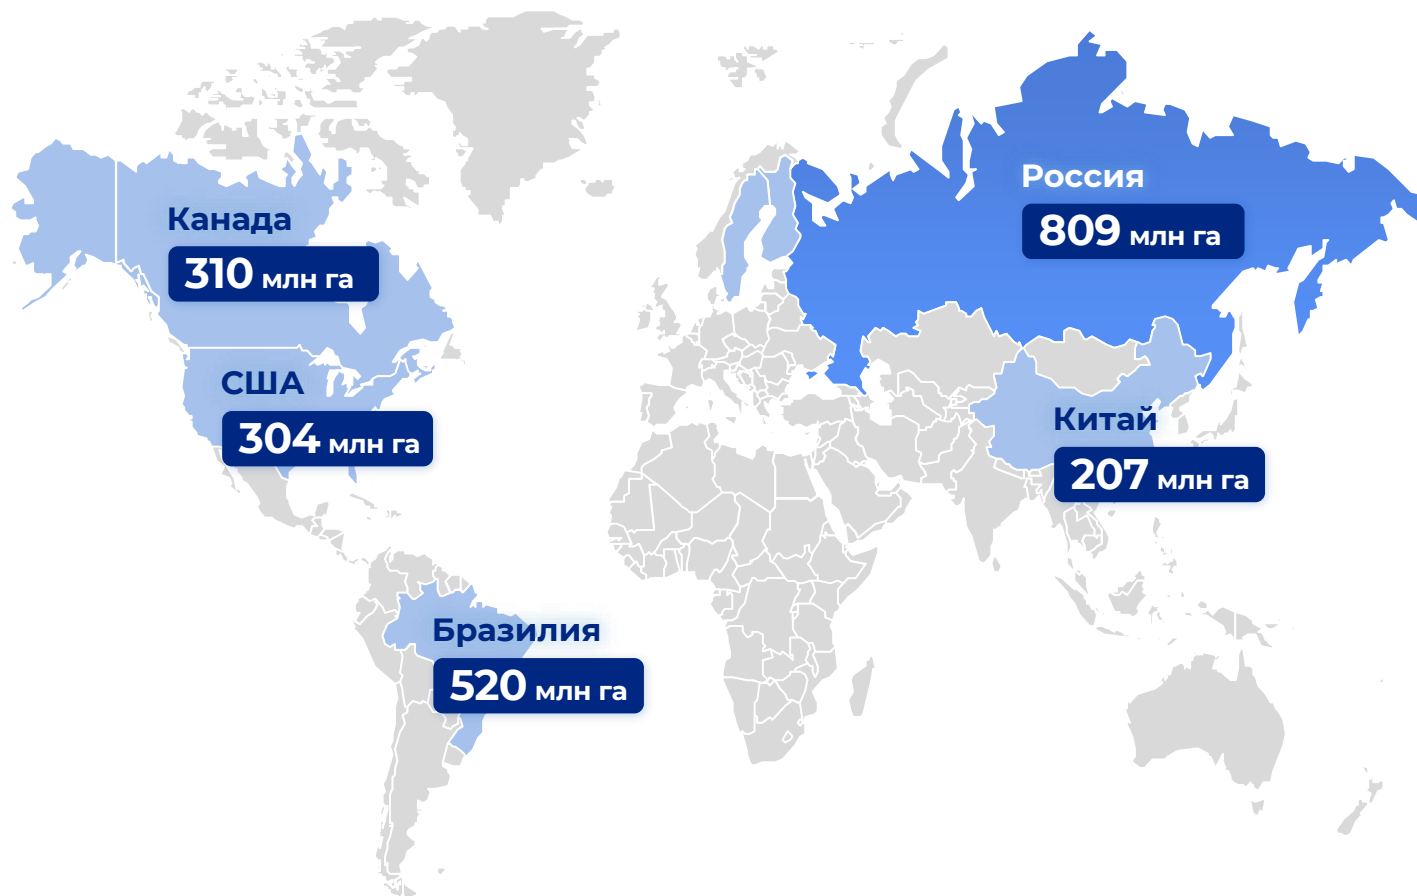 Россия
809 млн га
Канада
310 млн га
США
304 млн га
Китай
207 млн га
Бразилия
520 млн га